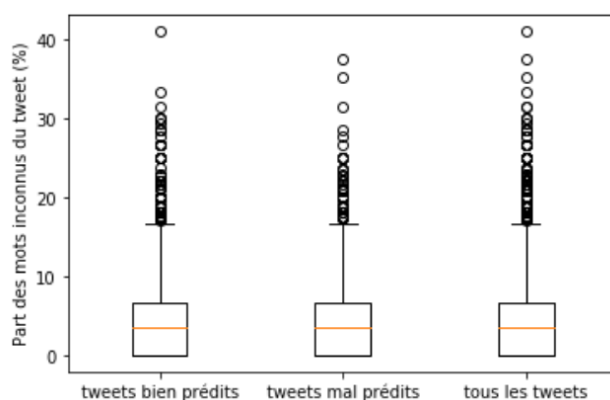 Part des mots inconnus du tweet (%)
40
30
20
10
0
tweets bien prédits
tweets mal prédits
tous les tweets